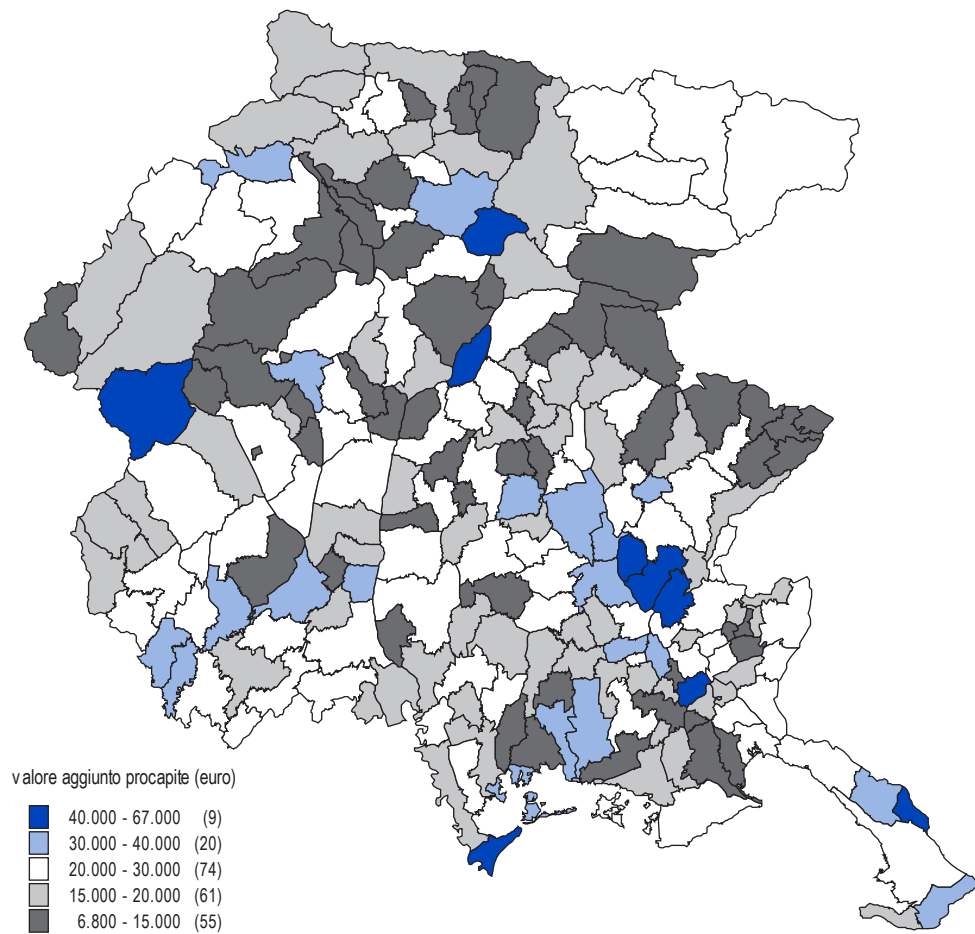 valore aggiunto procapite (euro)
40.000 - 67.000 (9)
30.000 - 40.000 (20)
20.000 - 30.000 (74)
15.000 - 20.000 (61)
6.800 - 15.000 (55)